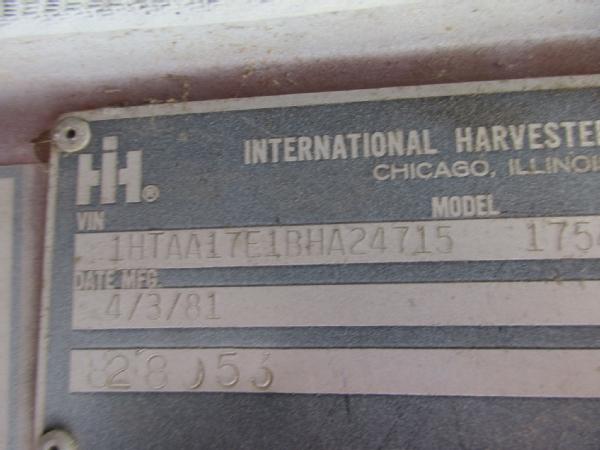 IH®
INTERNATIONAL HARVESTER
CHICAGO, ILLINOI
VIN MODEL
1HTAA17E1BHA24715 175
DATE MFG.
4/3/81